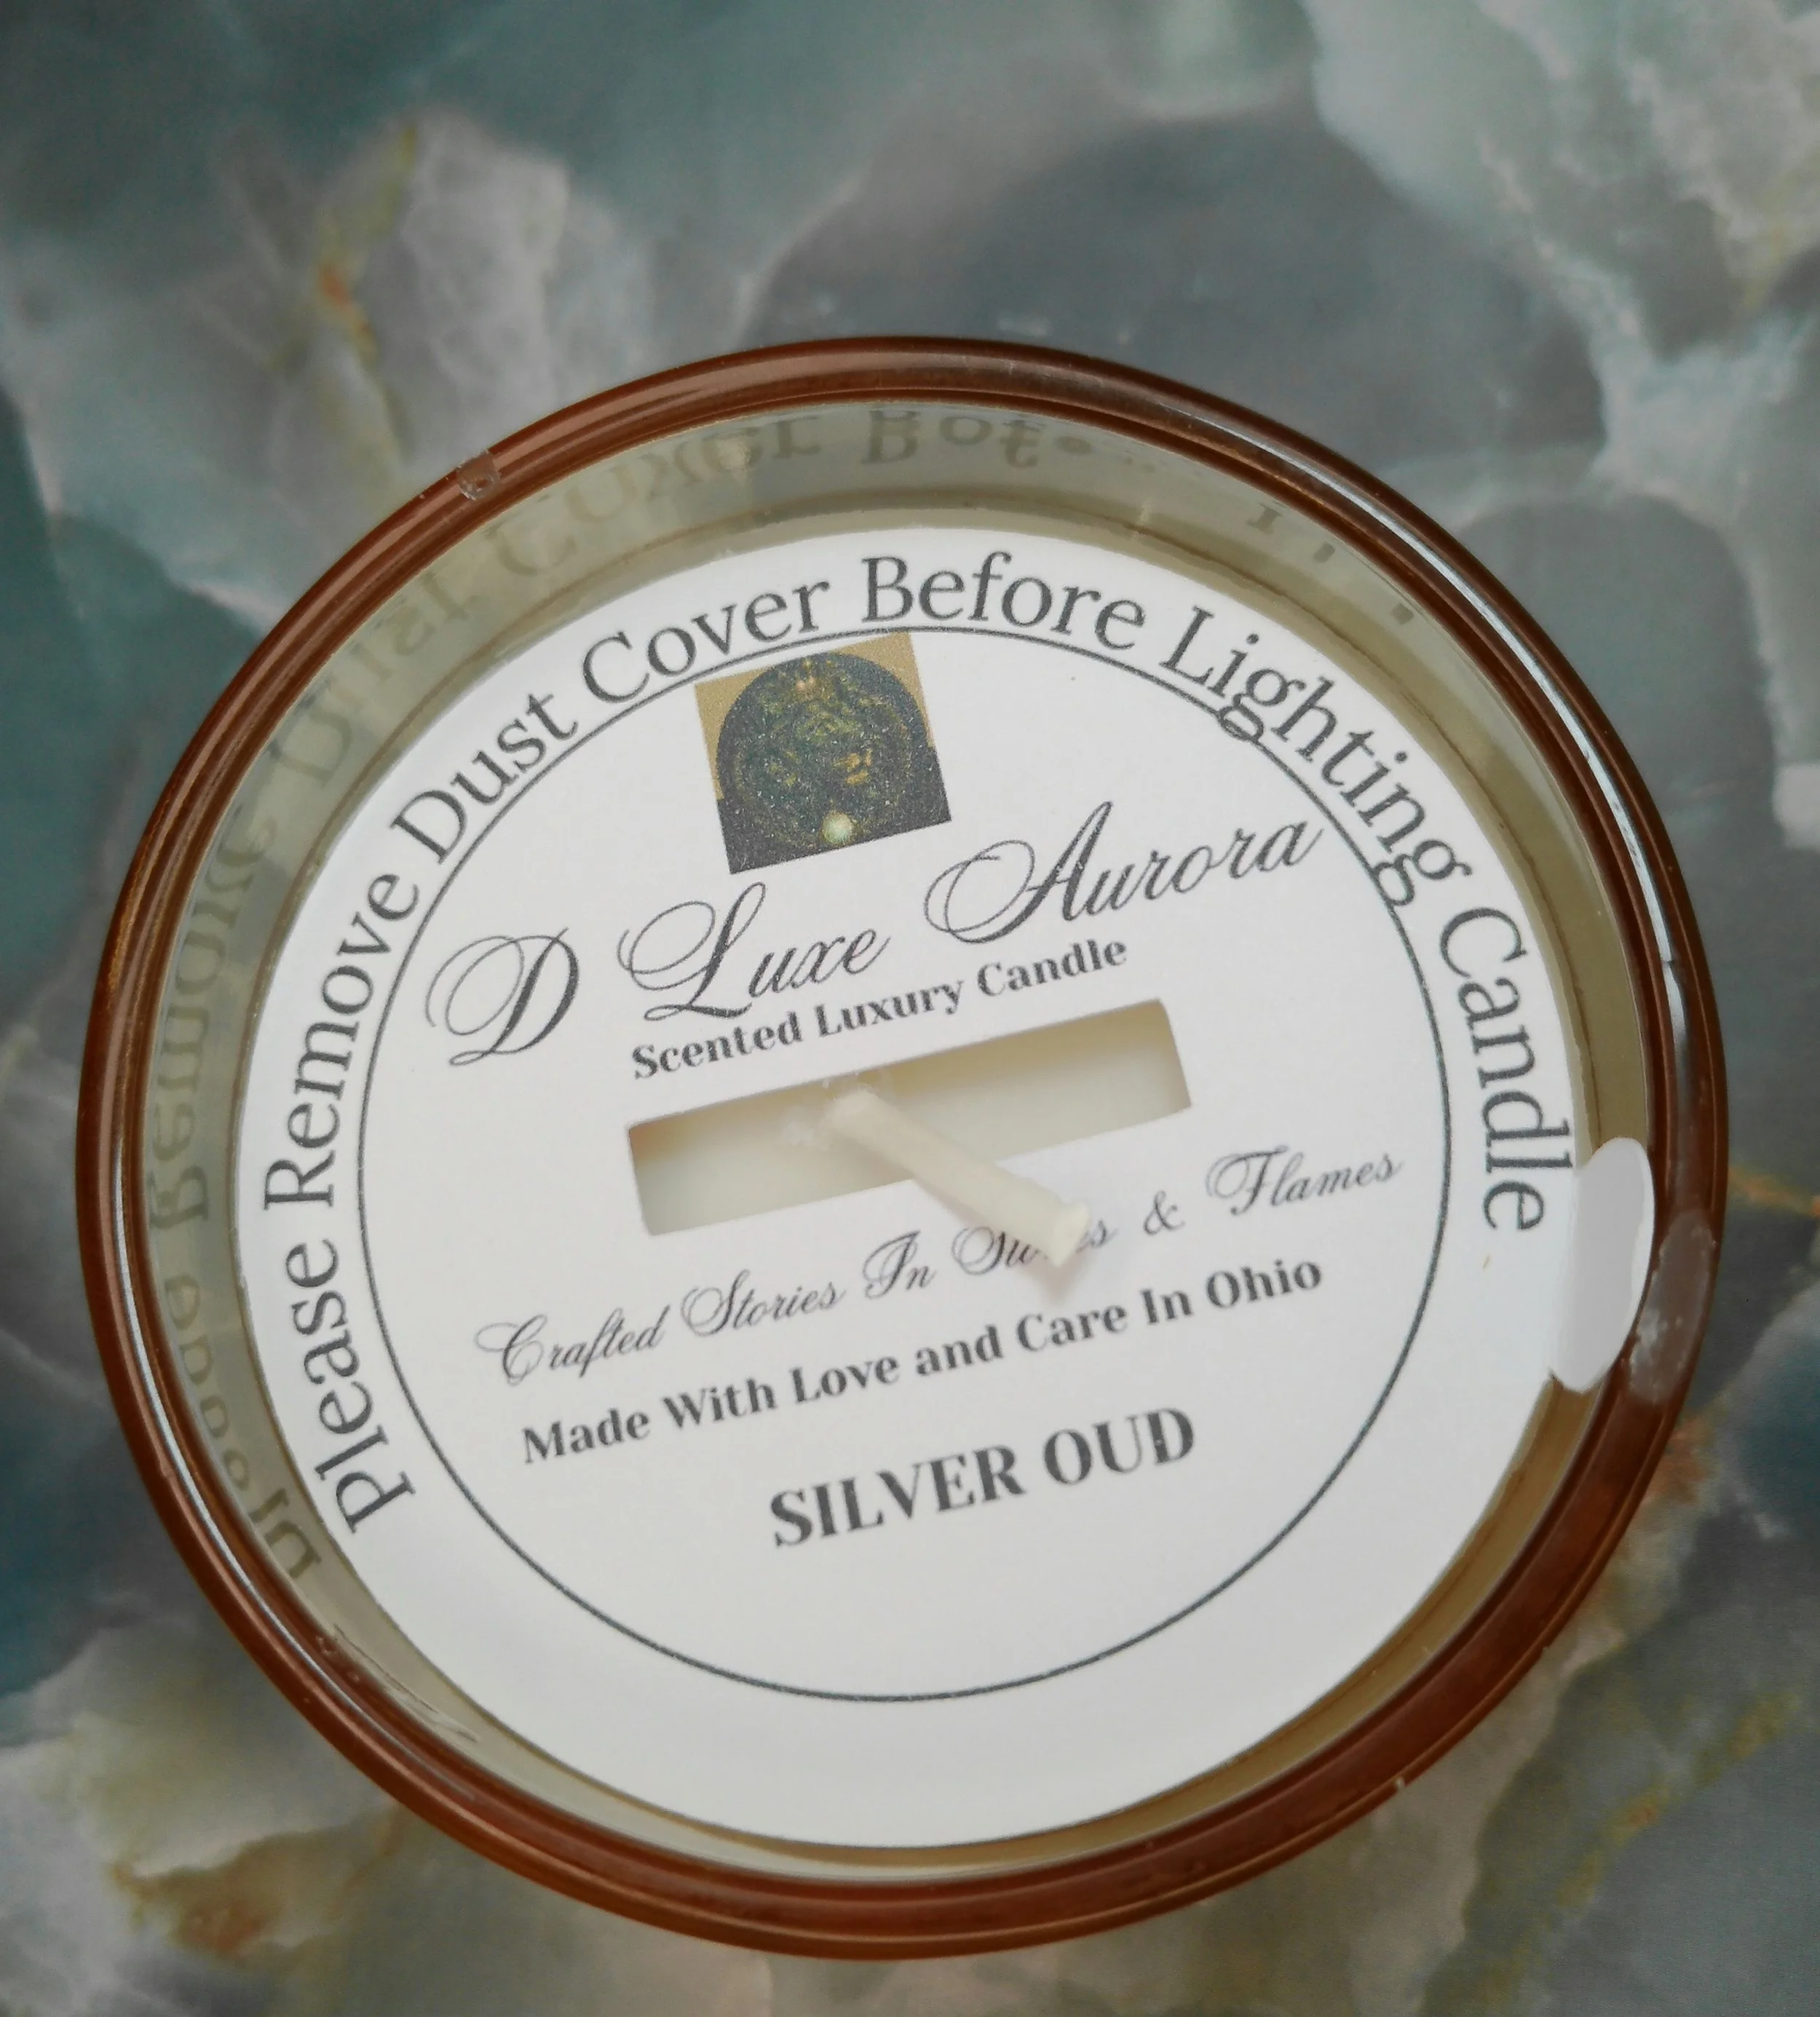 Please Remove Dust Cover Before Lighting Candle
D Luxe Aurora
Scented Luxury Candle
Crafted Stories In & Flames
Made With Love and Care In Ohio
SILVER OUD